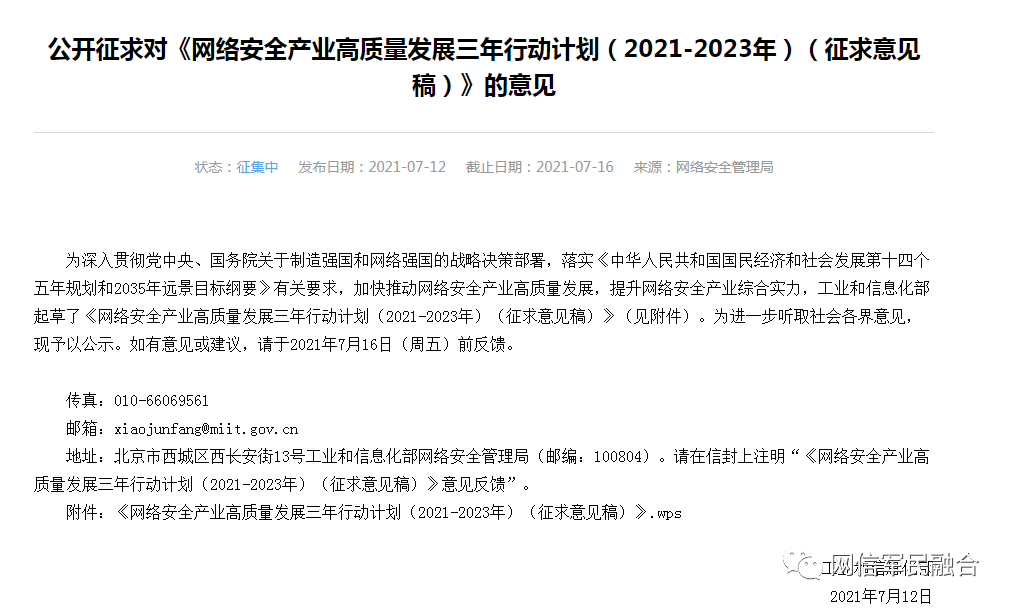 公开征求对《网络安全产业高质量发展三年行动计划（2021-2023年）（征求意见
稿）》的意见
状态：征集中 发布日期：2021-07-12 截止日期：2021-07-16 来源：网络安全管理局
为深入贯彻党中央、国务院关于制造强国和网络强国的战略决策部署，落实《中华人民共和国国民经济和社会发展第十四个
五年规划和2035年远景目标纲要》有关要求，加快推动网络安全产业高质量发展，提升网络安全产业综合实力，工业和信息化部
起草了《网络安全产业高质量发展三年行动计划（2021-2023年）（征求意见稿）》（见附件）。为进一步听取社会各界意见，
现予以公示。如有意见或建议，请于2021年7月16日（周五）前反馈。
传真：010-66069561
邮箱：xiaojunfang@miit.gov.cn
地址：北京市西城区西长安街13号工业和信息化部网络安全管理局（邮编：100804）。请在信封上注明“《网络安全产业高
质量发展三年行动计划（2021-2023年）（征求意见稿）》意见反馈”。
附件：《网络安全产业高质量发展三年行动计划（2021-2023年）（征求意见稿）》.wps
网信军民融合
2021年7月12日